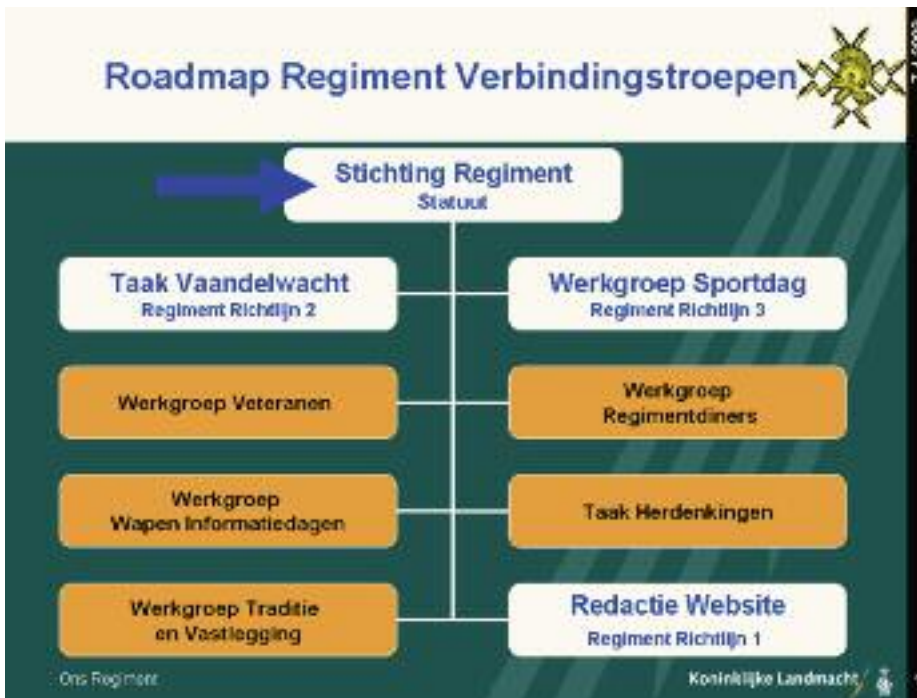 Roadmap Regiment Verbindingstroepen
Stichting Regiment
Statuut
Taak Vaandelwacht
Regiment Richtlijn 2
Werkgroep Sportdag
Regiment Richtlijn 3
Werkgroep Veteranen
Werkgroep
Regimentdiners
Werkgroep
Wapen Informatiedagen
Taak Herdenkingen
Werkgroep Traditie
en Vastlegging
Redactie Website
Regiment Richtlijn 1
Ons Regiment
Koninklijke Landmacht